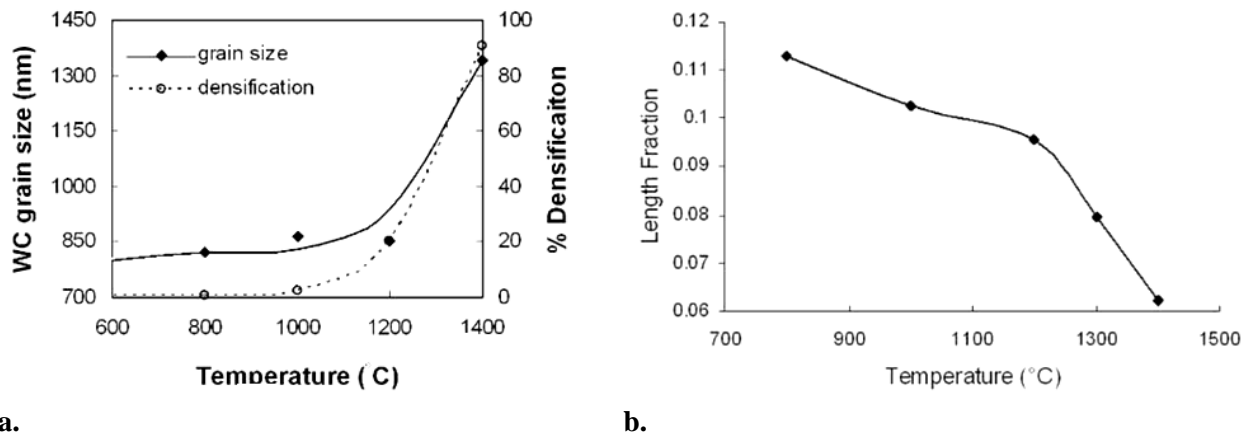 1450
1300
1150
1000
850
700
WC grain size (nm)
grain size
densification
100
80
60
40
20
0
% Densificaiton
600 800 1000 1200 1400
Temperature ( C)
a.
0.12
0.11
0.1
0.09
0.08
0.07
0.06
Length Fraction
700 900 1100 1300 1500
Temperature (°C)
b.